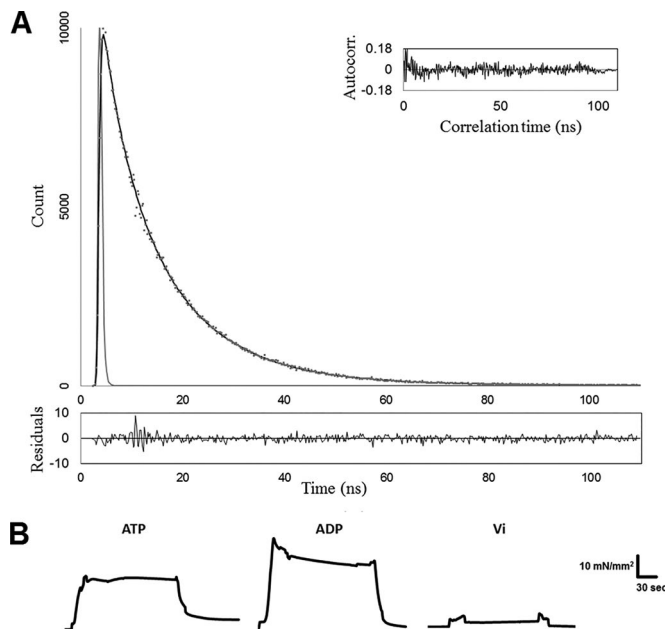 A
10000
5000
0
Count
0 20 40 60 80 100
0.18
0
-0.18
Autocorr.
0 50 100
Correlation time (ns)
10
0
-10
Residuals
0 20 40 60 80 100
Time (ns)
B
ATP ADP Vi
10 mN/mm²
30 sec